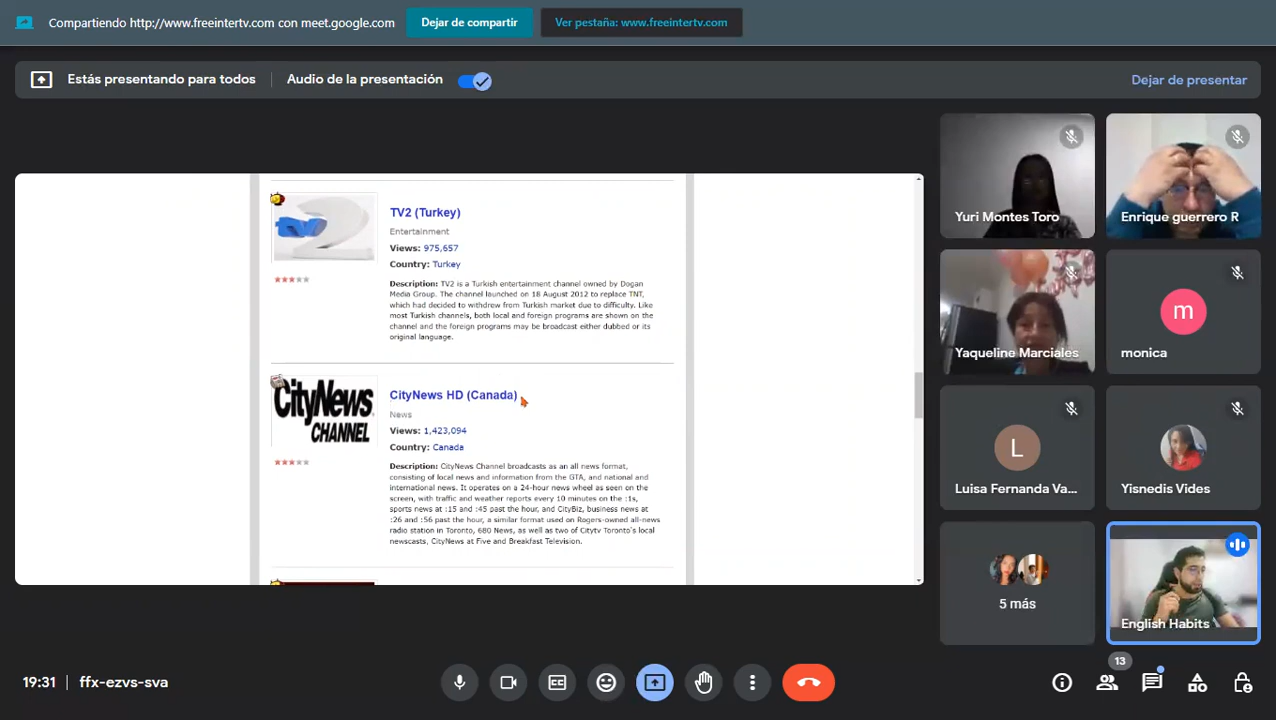 Compartiendo http://www.freeintertv.com con meet.google.com
Dejar de compartir
Ver pestaña: www.freeintertv.com
Estás presentando para todos
Audio de la presentación
Dejar de presentar
TV2 (Turkey)
Entertainment
Views: 975,657
Country: Turkey
Description: TV2 is a Turkish entertainment channel owned by Dogan
Media Group. The channel launched on 18 August 2012 to replace TNT,
which had decided to withdrew from Turkish market due to difficulty. Like
most Turkish channels, both local and foreign programs are shown on the
channel and the foreign programs may be broadcast either dubbed or its
original language.
CityNews
CHANNEL
CityNews HD (Canada)
News
Views: 1,423,094
Country: Canada
Description: CityNews Channel broadcasts as an all news format,
consisting of local news and information from the GTA, and national and
international news. It operates on a 24-hour news wheel as seen on the
screen, with traffic and weather reports every 10 minutes on the :1s,
sports news at :15 and :45 past the hour, and CityBiz, business news at
:26 and :56 past the hour, a similar format used on Rogers-owned all-news
radio station in Toronto, 680 News, as well as two of Citytv Toronto's local
newscasts, CityNews at Five and Breakfast Television.
Yuri Montes Toro
Enrique guerrero R
Yaqueline Marciales
m
monica
L
Luisa Fernanda Va...
Yisnedis Vides
5 más
English Habits
19:31
ffx-ezvs-sva
13